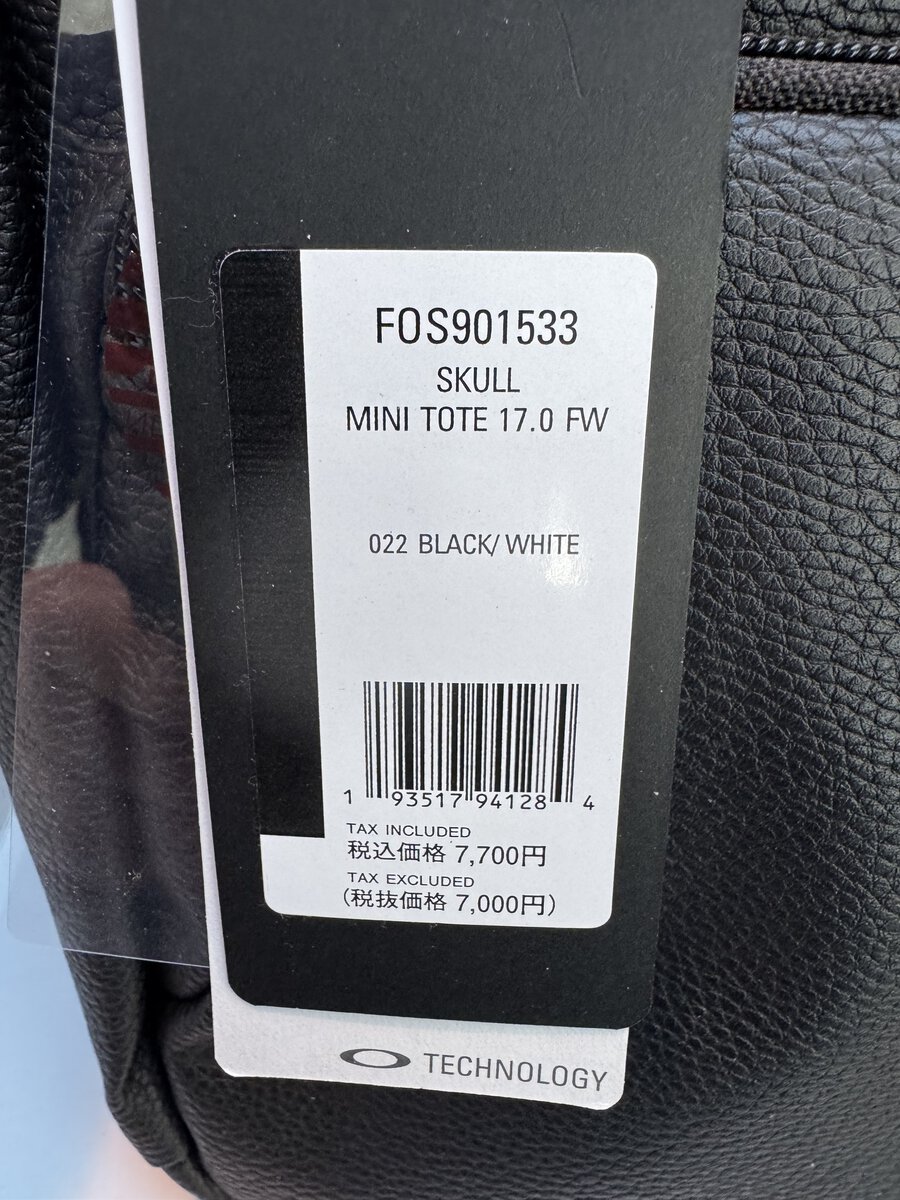 FOS901533
SKULL
MINI TOTE 17.0 FW
022 BLACK/ WHITE
1 93517 94128 4
TAX INCLUDED
税込価格 7,700円
TAX EXCLUDED
(税抜価格 7,000円)
TECHNOLOGY